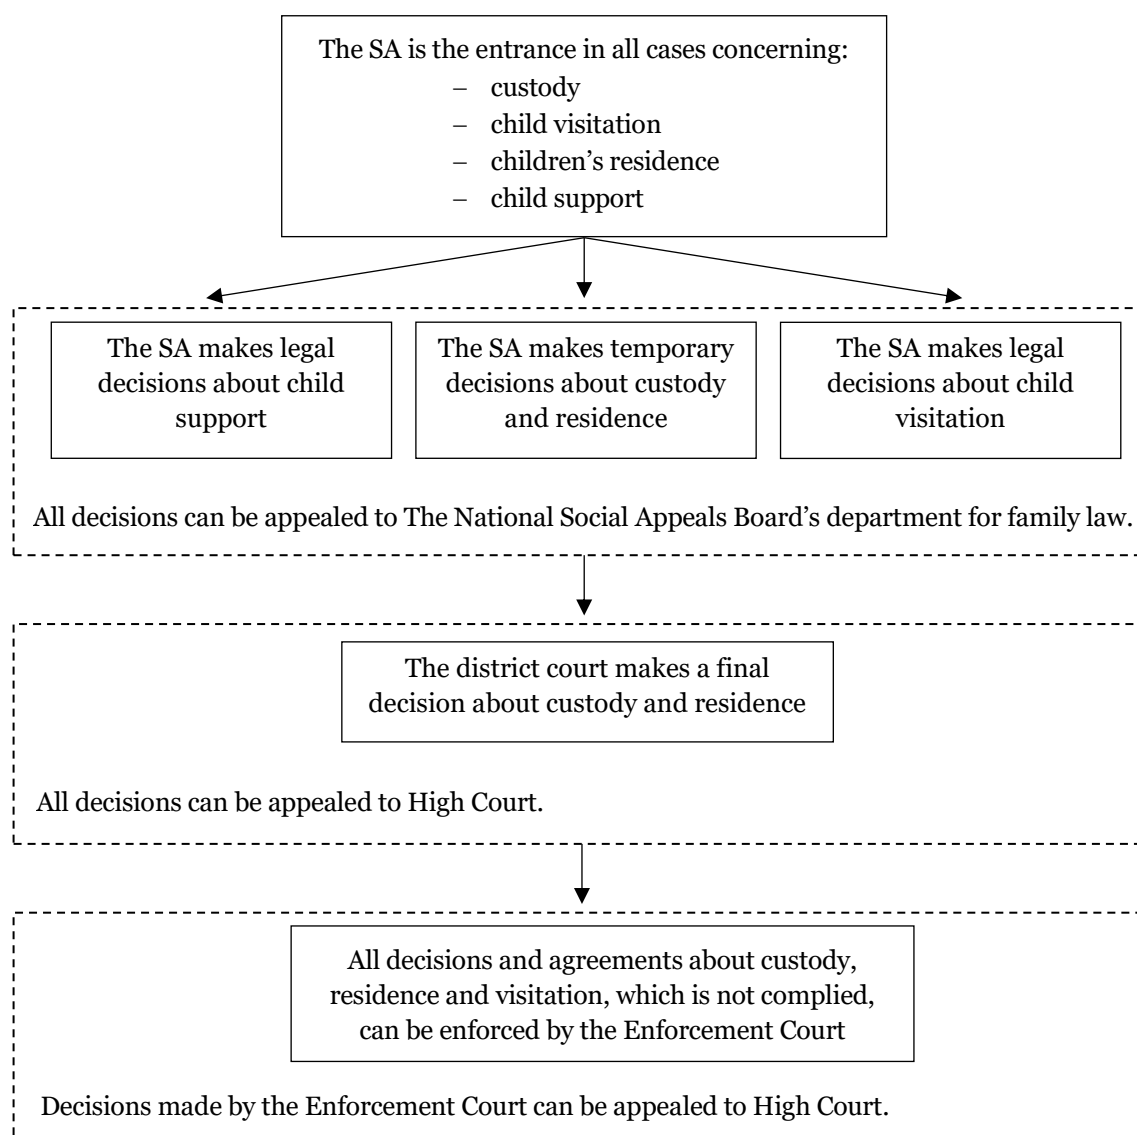 The SA is the entrance in all cases concerning:
– custody
– child visitation
– children’s residence
– child support
The SA makes legal
decisions about child
support
The SA makes temporary
decisions about custody
and residence
The SA makes legal
decisions about child
visitation
All decisions can be appealed to The National Social Appeals Board’s department for family law.
The district court makes a final
decision about custody and residence
All decisions can be appealed to High Court.
All decisions and agreements about custody,
residence and visitation, which is not complied,
can be enforced by the Enforcement Court
Decisions made by the Enforcement Court can be appealed to High Court.